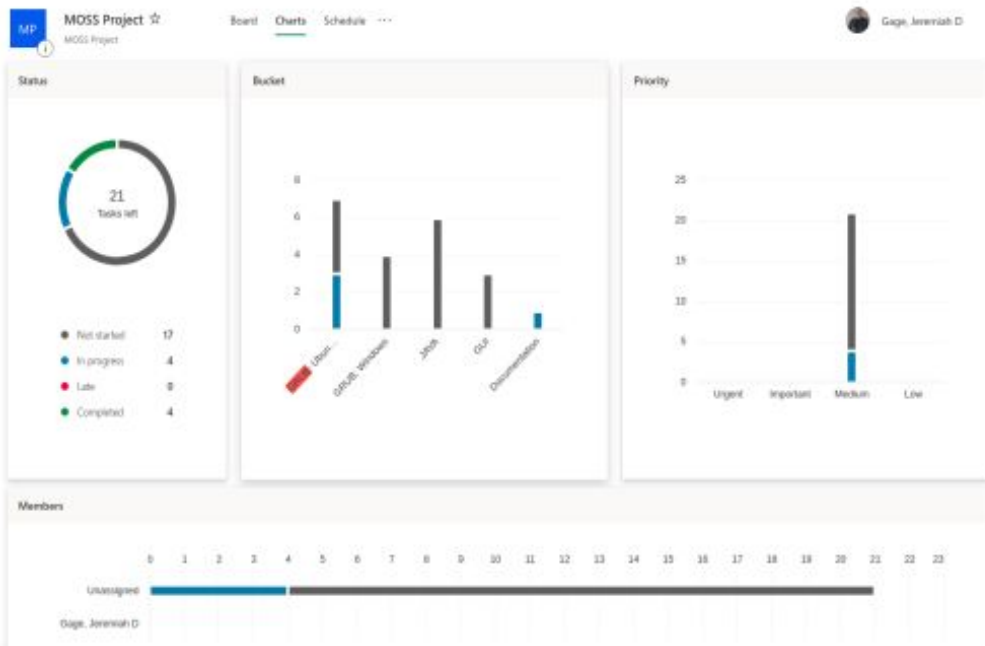 MP
MOSS Project
MOSS Project
Board Charts Schedule ...
Gage, Jeremiah D
Status
21
Tasks left
Not started 17
In progress 4
Late 0
Completed 4
Bucket
8
6
4
2
0
Ubun...
GRUB, Windows
JAVA
GUI
Documentation
Priority
25
20
15
10
5
0
Urgent Important Medium Low
Members
0 1 2 3 4 5 6 7 8 9 10 11 12 13 14 15 16 17 18 19 20 21 22 23
Unassigned
Gage, Jeremiah D